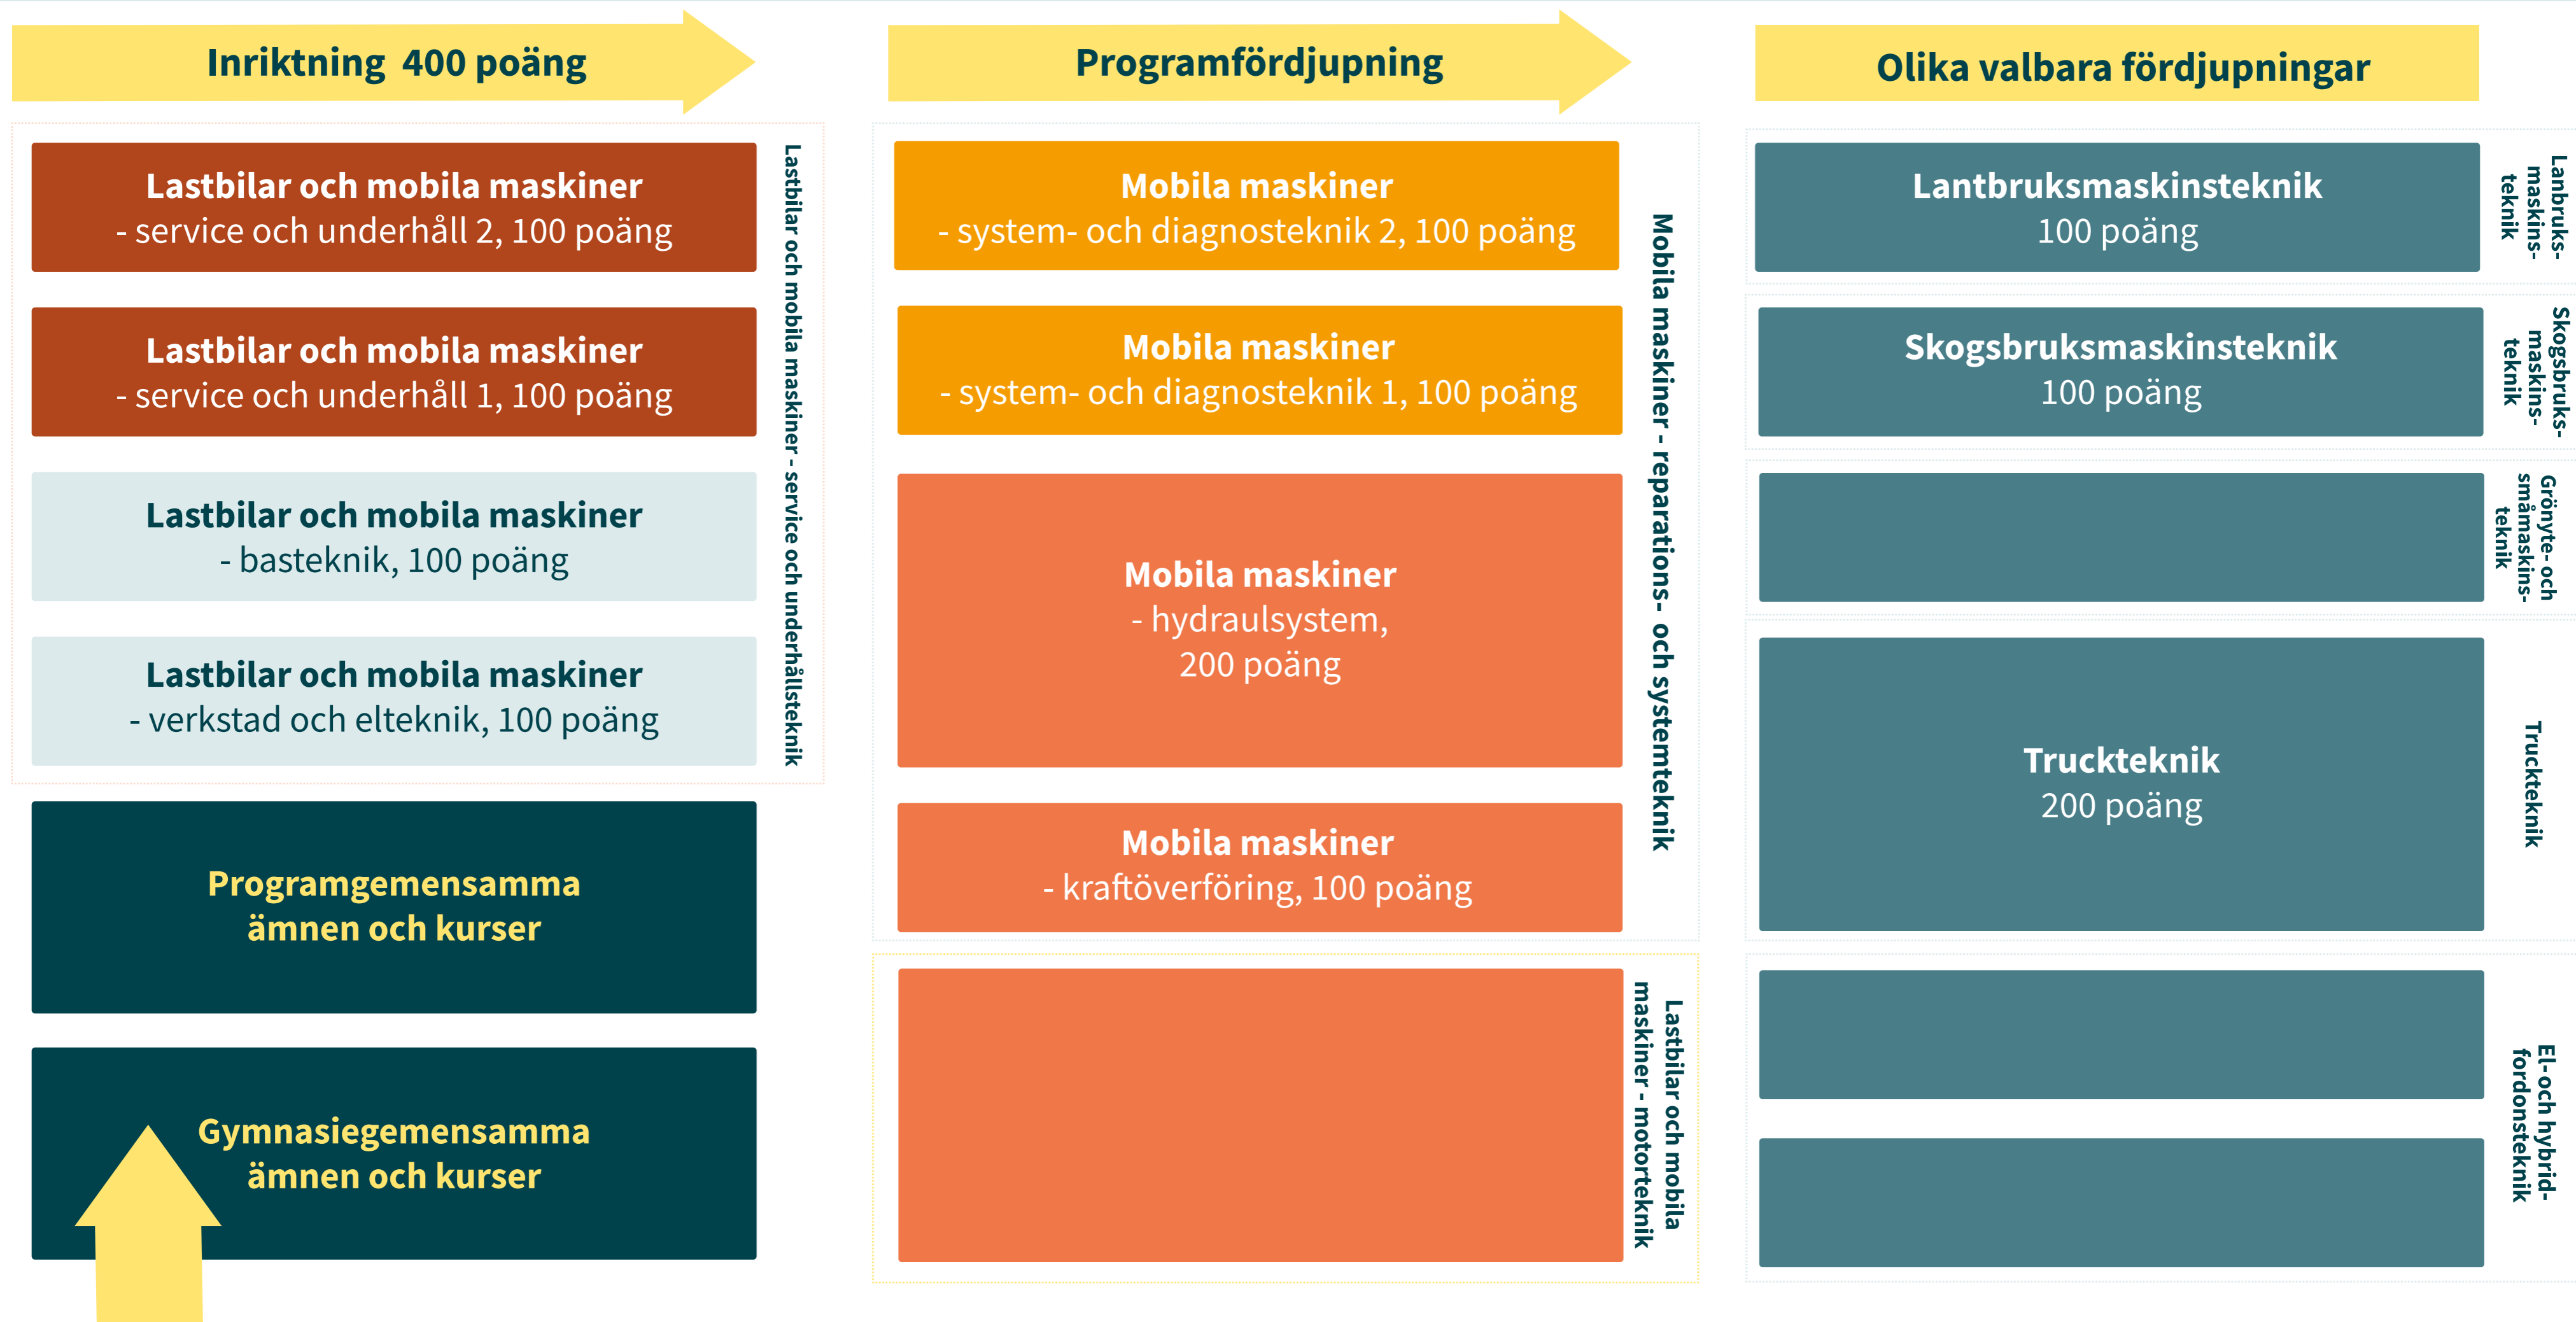 Inriktning 400 poäng
Lastbilar och mobila maskiner
- service och underhåll 2, 100 poäng
Lastbilar och mobila maskiner
- service och underhåll 1, 100 poäng
Lastbilar och mobila maskiner
- basteknik, 100 poäng
Lastbilar och mobila maskiner
- verkstad och elteknik, 100 poäng
Lastbilar och mobila maskiner - service och underhållsteknik
Programgemensamma
ämnen och kurser
Gymnasiegemensamma
ämnen och kurser
Programfördjupning
Mobila maskiner
- system- och diagnosteknik 2, 100 poäng
Mobila maskiner
- system- och diagnosteknik 1, 100 poäng
Mobila maskiner
- hydraulsystem,
200 poäng
Mobila maskiner
- kraftöverföring, 100 poäng
Mobila maskiner - reparations- och systemteknik
Lastbilar och mobila
maskiner - motorteknik
Olika valbara fördjupningar
Lantbruksmaskinsteknik
100 poäng
Lanbruks-
maskins-
teknik
Skogsbruksmaskinsteknik
100 poäng
Skogsbruks-
maskins-
teknik
Grönyte- och
småmaskins-
teknik
Truckteknik
200 poäng
Truckteknik
El- och hybrid-
fordonsteknik